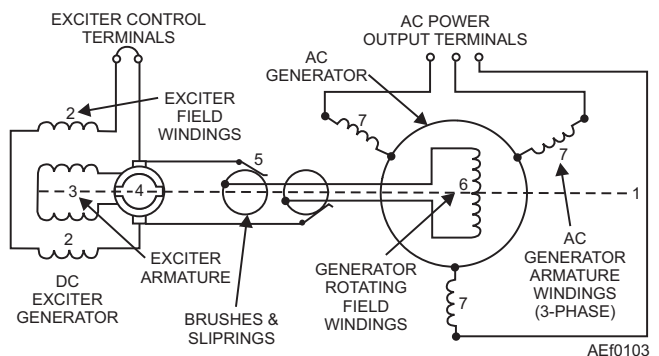 EXCITER CONTROL
TERMINALS
AC POWER
OUTPUT TERMINALS
AC
GENERATOR
2
EXCITER
FIELD
WINDINGS
7
7
5
3
4
6
1
2
EXCITER
ARMATURE
DC
EXCITER
GENERATOR
BRUSHES &
SLIPRINGS
GENERATOR
ROTATING
FIELD
WINDINGS
7
AC
GENERATOR
ARMATURE
WINDINGS
(3-PHASE)
AEf0103